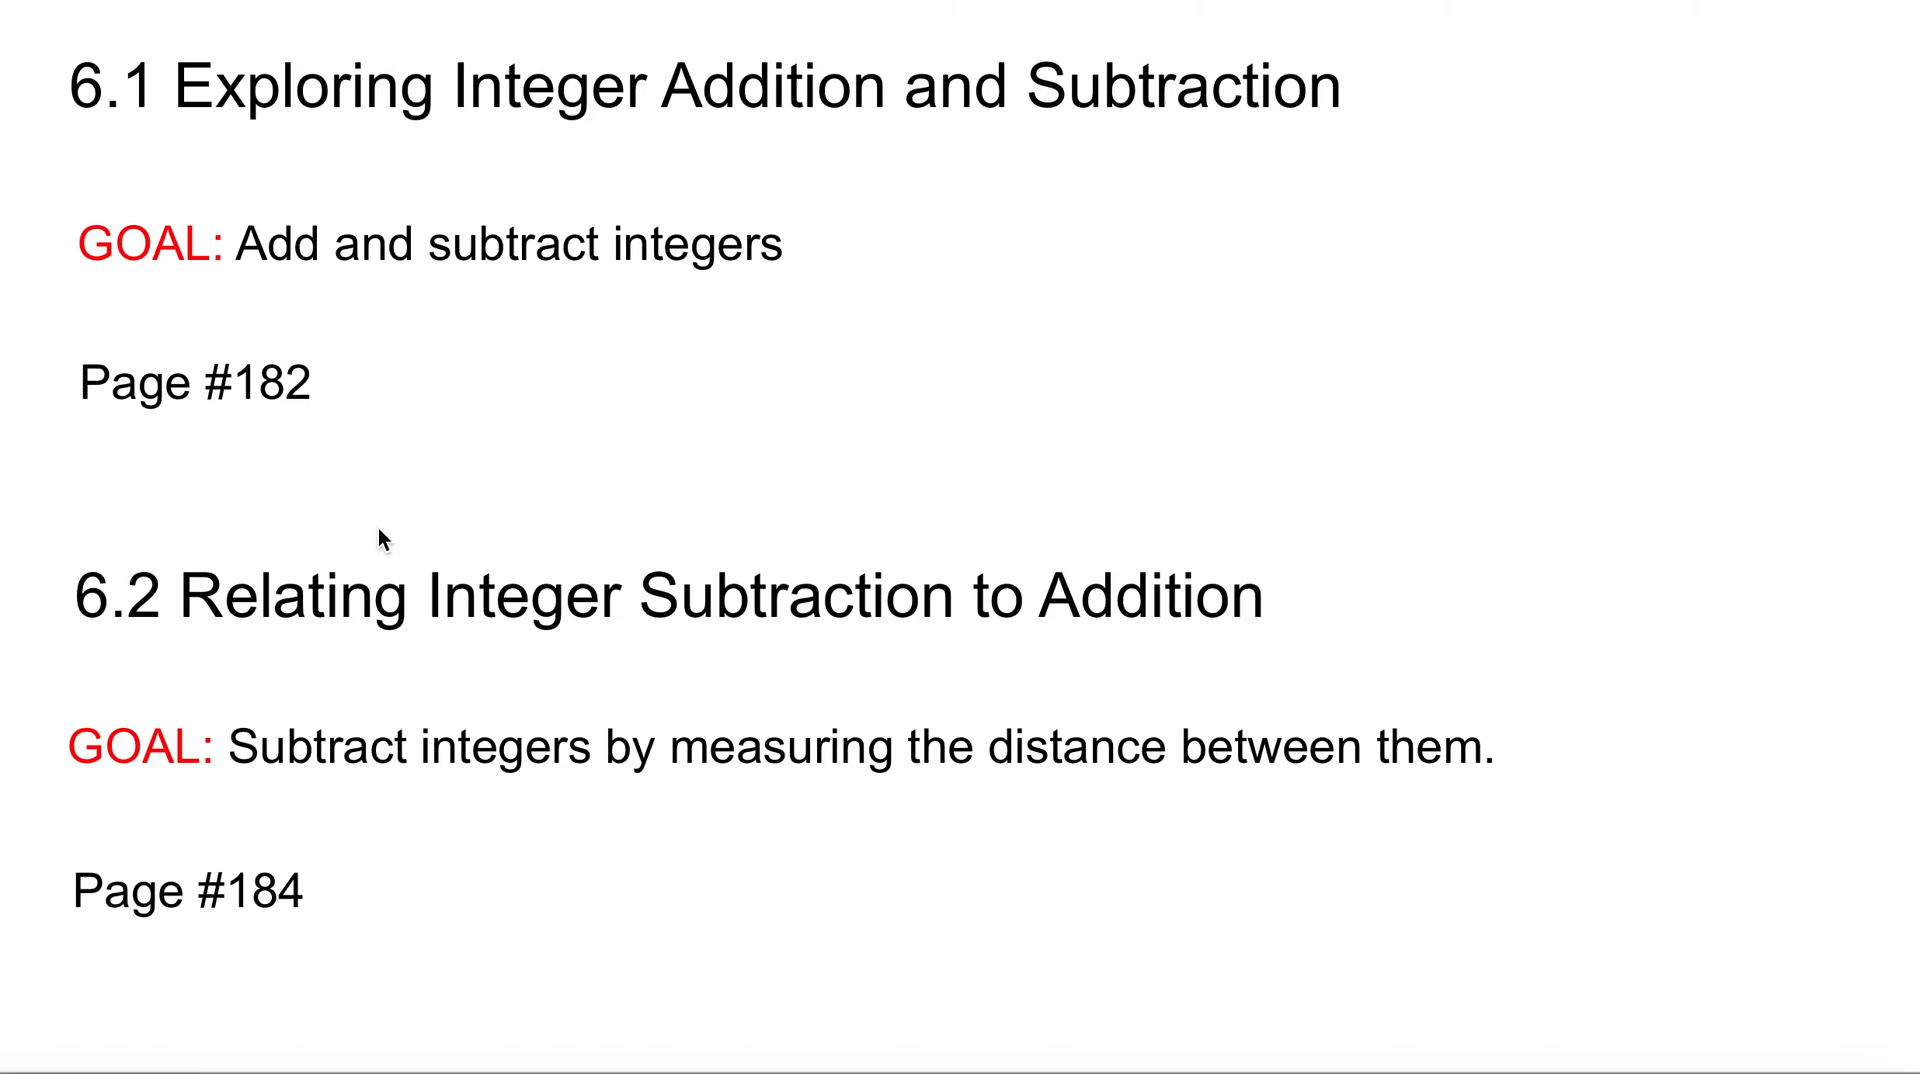 6.1 Exploring Integer Addition and Subtraction
GOAL: Add and subtract integers
Page #182
6.2 Relating Integer Subtraction to Addition
GOAL: Subtract integers by measuring the distance between them.
Page #184